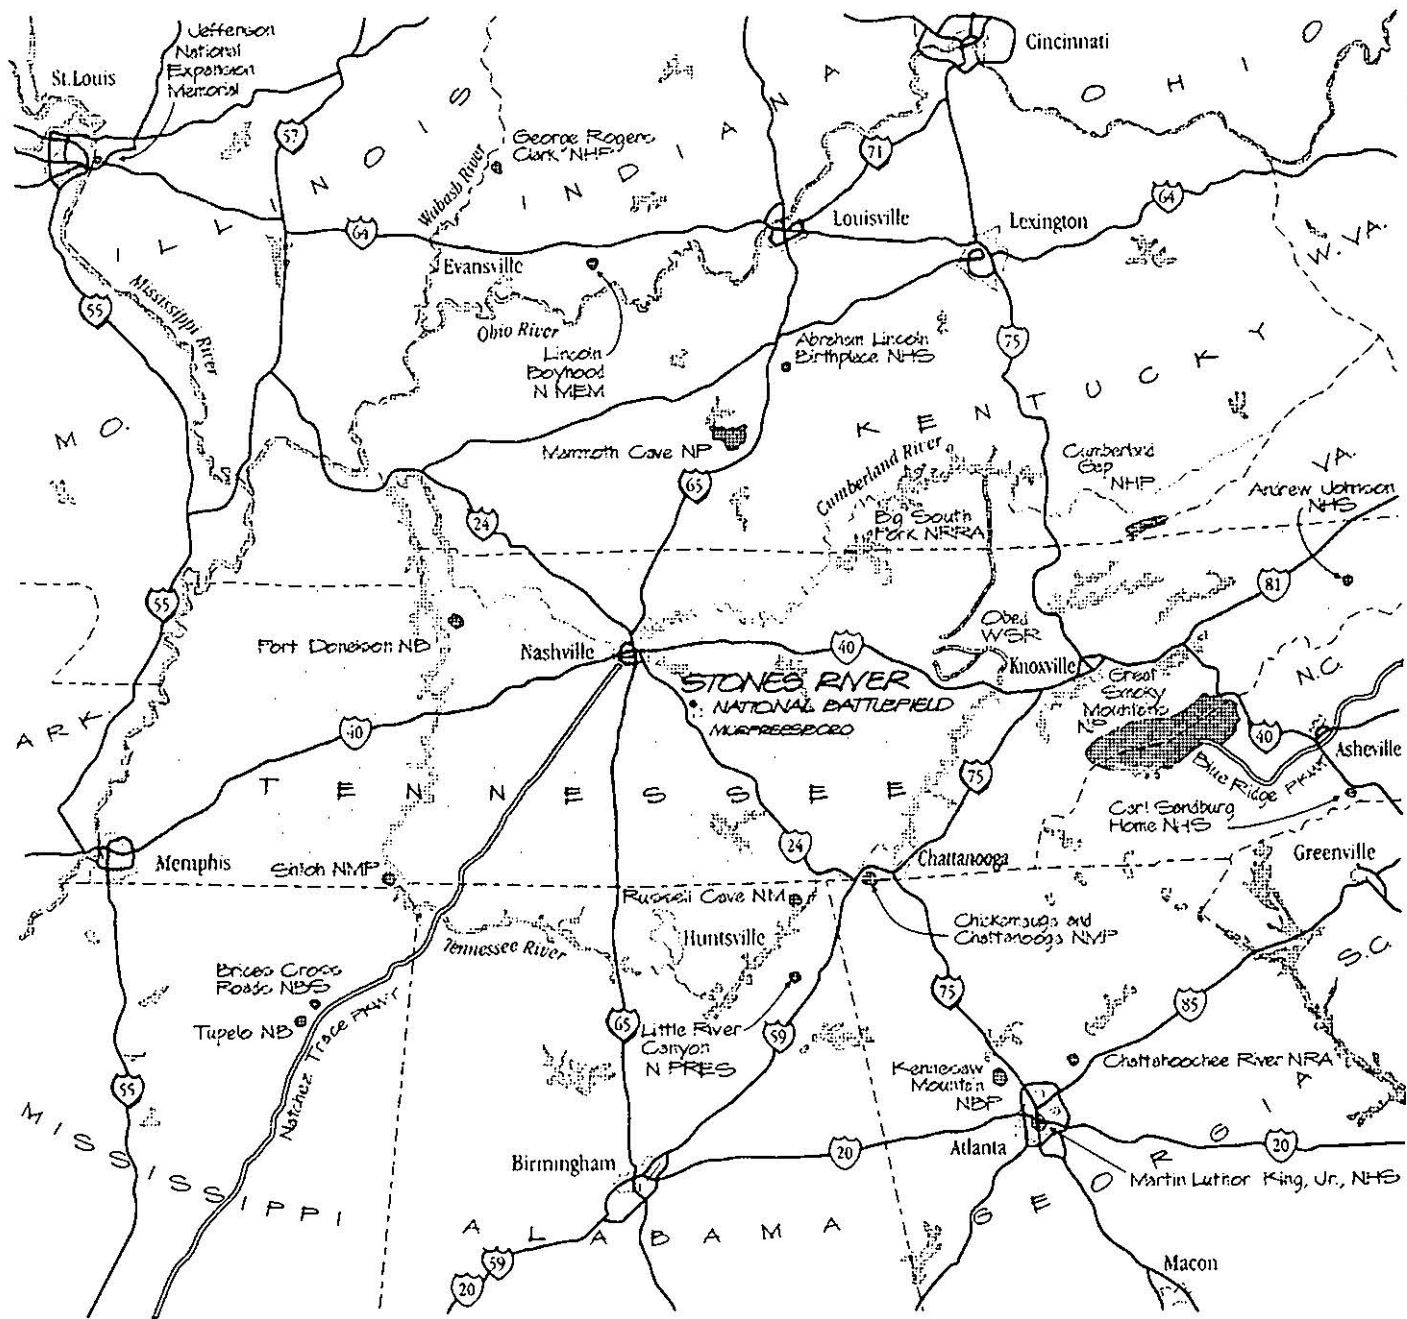 Jefferson
National
Expansion
Memorial
St. Louis
Cincinnati
OHIO
ILLINOIS
INDIANA
57
George Rogers
Clark NHP
71
Wabash River
64
Louisville
Lexington
64
W. VA.
Evansville
Mississippi River
55
Ohio River
Lincoln
Boyhood
N MEM
Abraham Lincoln
Birthplace NHS
75
KENTUCKY
MO.
Mammoth Cave NP
65
Cumberland River
Cumberland
Gap
NHP
VA.
Andrew Johnson
NHS
24
Big South
Fork NRRA
55
81
Fort Donelson NB
Nashville
40
Obed
WSR
Knoxville
STONES RIVER
NATIONAL BATTLEFIELD
MURFREESBORO
Great
Smoky
Mountains
NP
N.C.
ARK.
40
40
Asheville
Blue Ridge PKWY
TENNESSEE
75
Carl Sandburg
Home NHS
Memphis
24
Chattanooga
Greenville
Shiloh NMP
Russell Cave NM
Chickamauga and
Chattanooga NMP
Huntsville
Tennessee River
S.C.
Brices Cross
Roads NBS
Tupelo NB
Natchez Trace PKWY
75
85
65
Little River
Canyon
N PRES
59
Kennesaw
Mountain
NBP
Chattahoochee River NRA
55
MISSISSIPPI
Birmingham
20
Atlanta
20
Martin Luther King, Jr., NHS
ALABAMA
GEORGIA
59
20
Macon